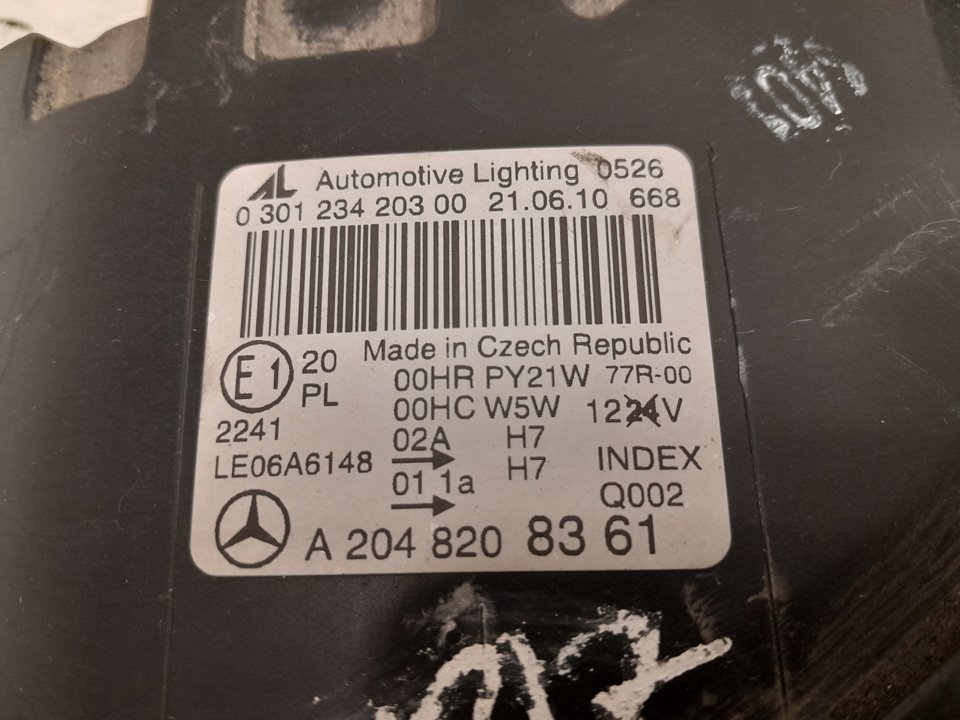 AL Automotive Lighting 0526
0 301 234 203 00 21.06.10 668
Made in Czech Republic
E1 20 00HR PY21W 77R-00
PL 00HC W5W 1224V
2241 02A H7
LE06A6148 01 1a H7 INDEX
Q002
A 204 820 83 61